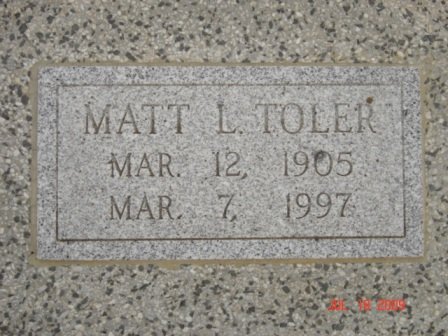 MATT L. TOLER
MAR. 12, 1905
MAR. 7, 1997